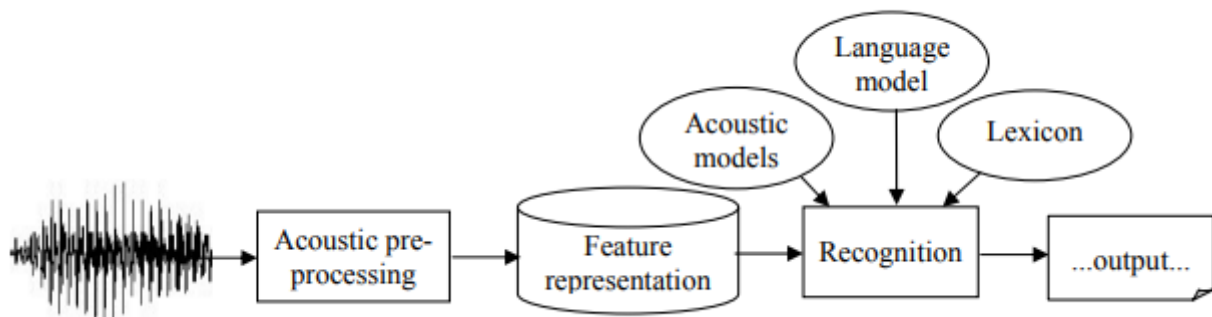 Language
model
Acoustic
models
Lexicon
Acoustic pre-
processing
Feature
representation
Recognition
...output...